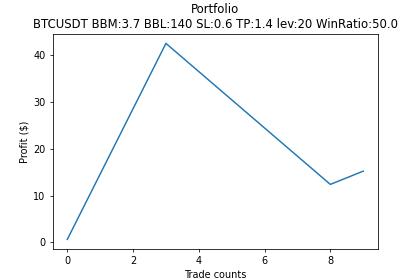 Portfolio
BTCUSDT BBM:3.7 BBL:140 SL:0.6 TP:1.4 lev:20 WinRatio:50.0
40
30
20
10
0
Profit ($)
0 2 4 6 8
Trade counts